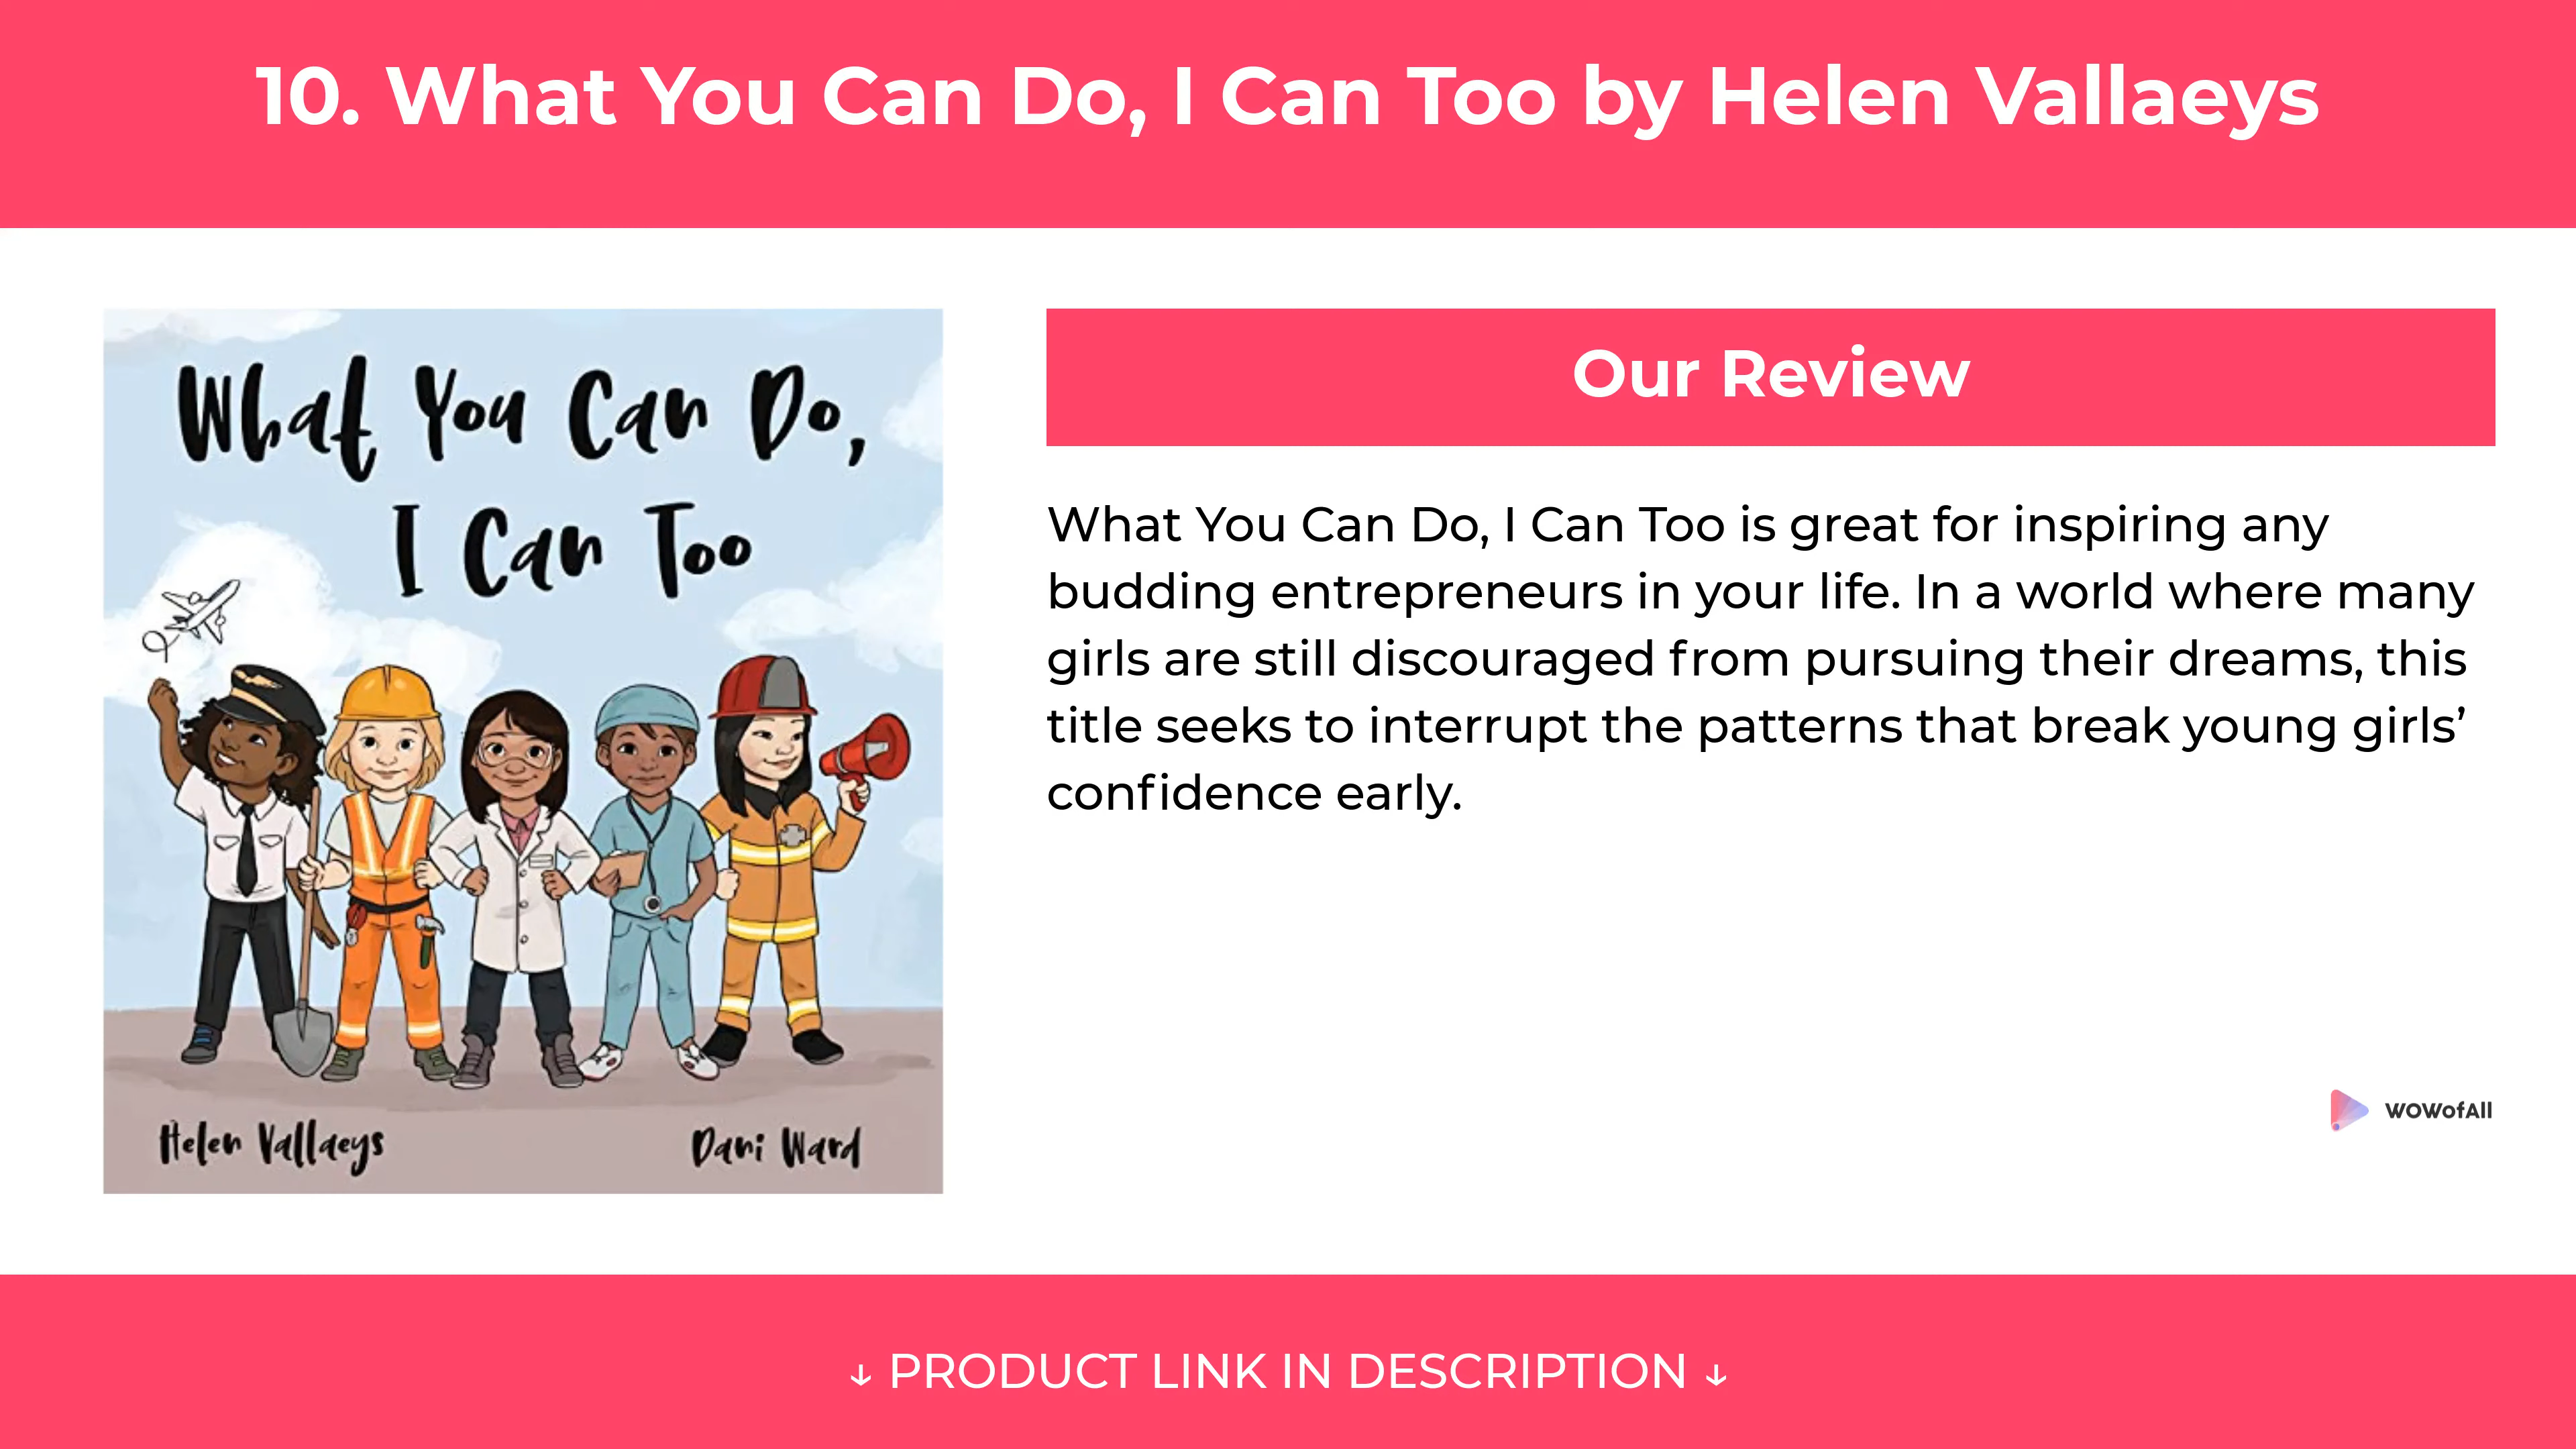 10. What You Can Do, I Can Too by Helen Vallaeys
What You Can Do,
I Can Too
Helen Vallaeys
Dani Ward
Our Review
What You Can Do, I Can Too is great for inspiring any
budding entrepreneurs in your life. In a world where many
girls are still discouraged from pursuing their dreams, this
title seeks to interrupt the patterns that break young girls’
confidence early.
WOWofAll
↓ PRODUCT LINK IN DESCRIPTION ↓